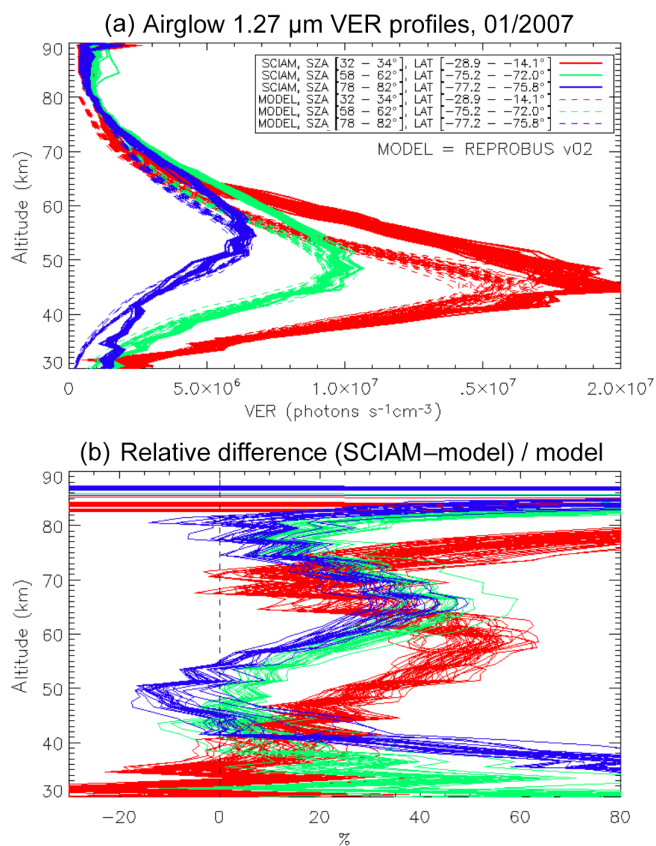 (a) Airglow 1.27 µm VER profiles, 01/2007
90
80
70
60
50
40
30
Altitude (km)
SCIAM, SZA [32 − 34°], LAT [−28.9 − −14.1°]
SCIAM, SZA [58 − 62°], LAT [−75.2 − −72.0°]
SCIAM, SZA [78 − 82°], LAT [−77.2 − −75.8°]
MODEL, SZA [32 − 34°], LAT [−28.9 − −14.1°]
MODEL, SZA [58 − 62°], LAT [−75.2 − −72.0°]
MODEL, SZA [78 − 82°], LAT [−77.2 − −75.8°]
MODEL = REPROBUS v02
0 5.0×10⁶ 1.0×10⁷ .5×10⁷ 2.0×10⁷
VER (photons s⁻¹cm⁻³)
(b) Relative difference (SCIAM–model) / model
90
80
70
60
50
40
30
Altitude (km)
−20 0 20 40 60 80
%